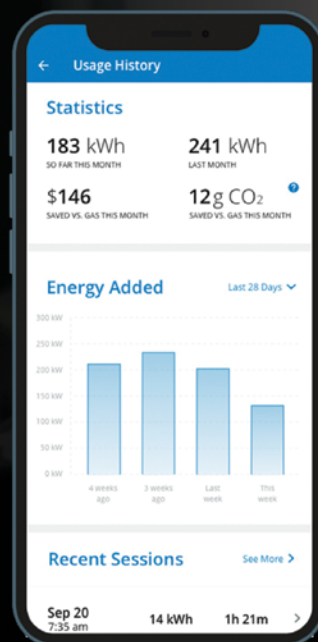 ← Usage History
Statistics
183 kWh
SO FAR THIS MONTH
241 kWh
LAST MONTH
$146
SAVED VS. GAS THIS MONTH
12g CO₂ ?
SAVED VS. GAS THIS MONTH
Energy Added
Last 28 Days
300 kW
250 kW
200 kW
150 kW
100 kW
50 kW
0 kW
4 weeks
ago
3 weeks
ago
Last
week
This
week
Recent Sessions
See More >
Sep 20
7:35 am
14 kWh
1h 21m >